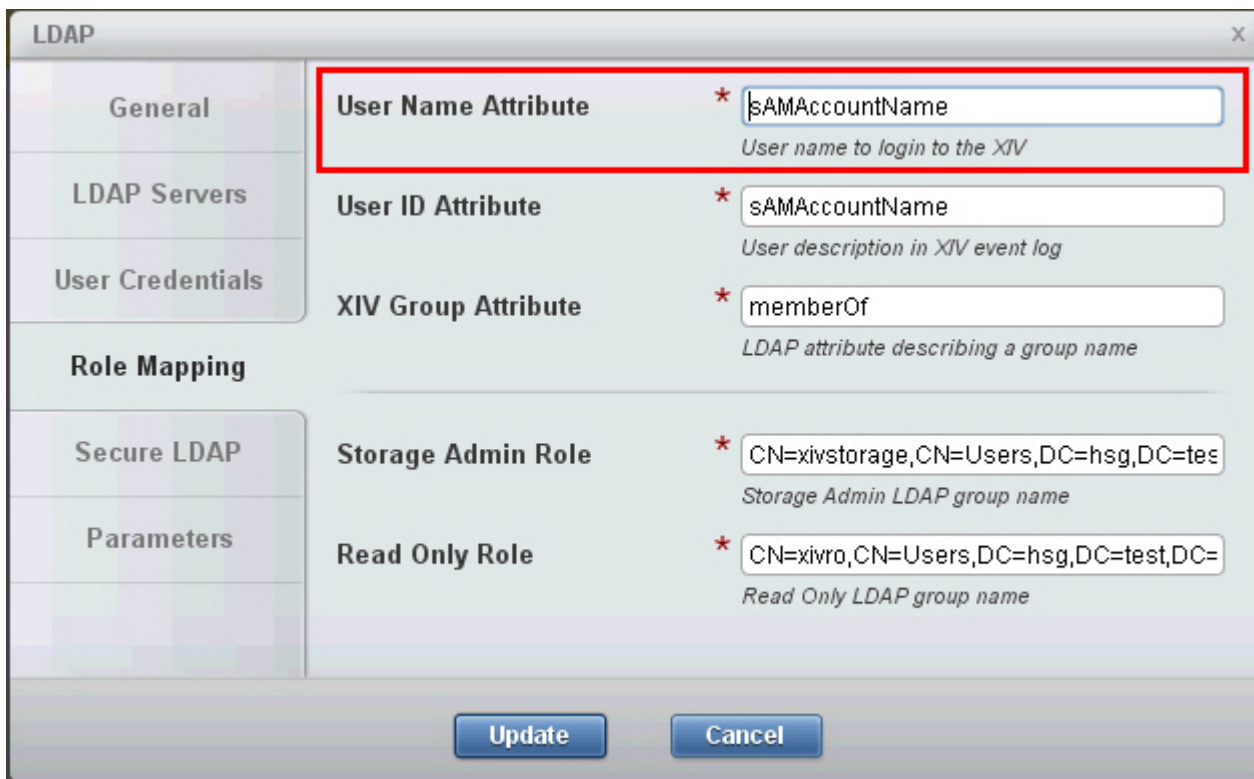 LDAP
x
General
LDAP Servers
User Credentials
Role Mapping
Secure LDAP
Parameters
User Name Attribute * sAMAccountName
User name to login to the XIV
User ID Attribute * sAMAccountName
User description in XIV event log
XIV Group Attribute * memberOf
LDAP attribute describing a group name
Storage Admin Role * CN=xivstorage,CN=Users,DC=hsg,DC=tes
Storage Admin LDAP group name
Read Only Role * CN=xivro,CN=Users,DC=hsg,DC=test,DC=
Read Only LDAP group name
Update Cancel